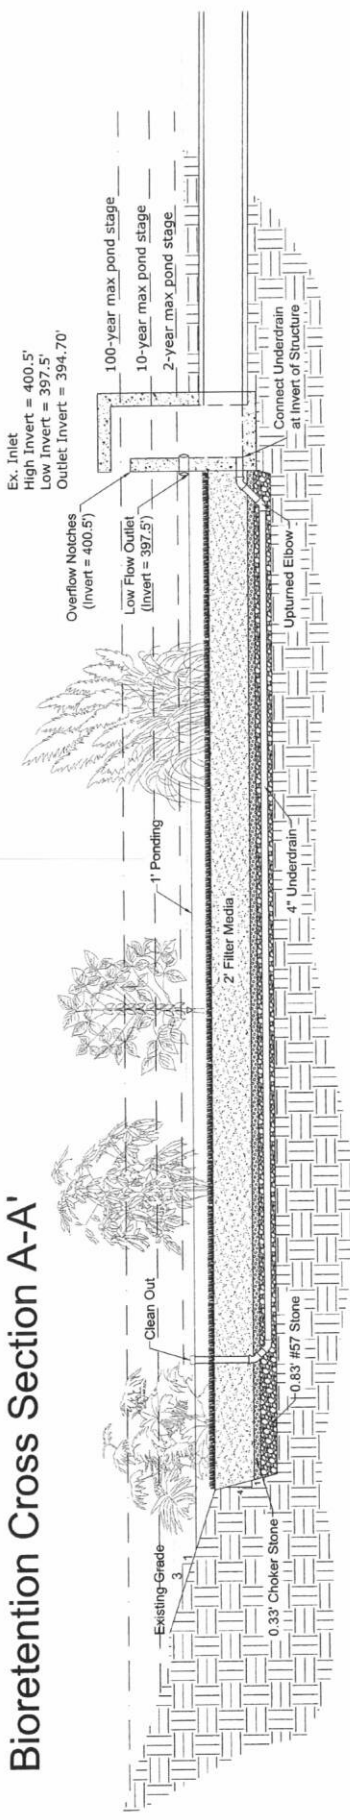 Bioretention Cross Section A-A'
Ex. Inlet
High Invert = 400.5'
Low Invert = 397.5'
Outlet Invert = 394.70'
100-year max pond stage
10-year max pond stage
2-year max pond stage
Overflow Notches
(Invert = 400.5')
Low Flow Outlet
(Invert = 397.5')
1' Ponding
Clean Out
Existing Grade
3
1
4
1
2' Filter Media
Connect Underdrain
at Invert of Structure
Upturned Elbow
4" Underdrain
0.83' #57 Stone
0.33' Choker Stone